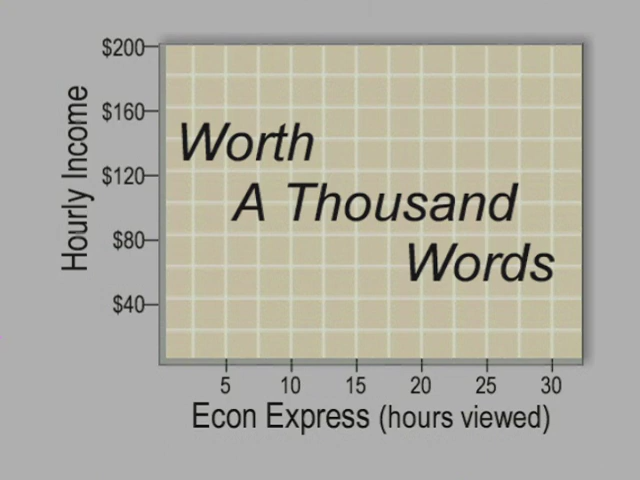 $200
$160
$120
$80
$40
Hourly Income
Worth
A Thousand
Words
5 10 15 20 25 30
Econ Express (hours viewed)